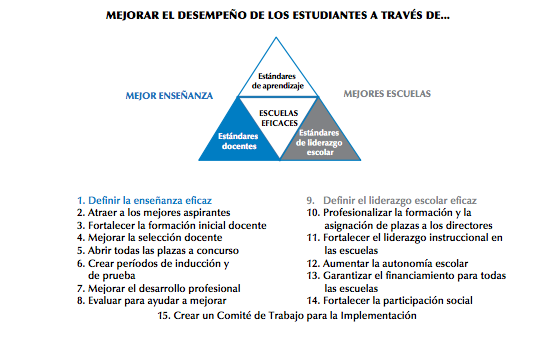 MEJORAR EL DESEMPEÑO DE LOS ESTUDIANTES A TRAVÉS DE...
Estándares
de aprendizaje
MEJOR ENSEÑANZA
MEJORES ESCUELAS
ESCUELAS
EFICACES
Estándares
docentes
Estándares
de liderazgo
escolar
1. Definir la enseñanza eficaz
2. Atraer a los mejores aspirantes
3. Fortalecer la formación inicial docente
4. Mejorar la selección docente
5. Abrir todas las plazas a concurso
6. Crear períodos de inducción y
de prueba
7. Mejorar el desarrollo profesional
8. Evaluar para ayudar a mejorar
9. Definir el liderazgo escolar eficaz
10. Profesionalizar la formación y la
asignación de plazas a los directores
11. Fortalecer el liderazgo instruccional en
las escuelas
12. Aumentar la autonomía escolar
13. Garantizar el financiamiento para todas
las escuelas
14. Fortalecer la participación social
15. Crear un Comité de Trabajo para la Implementación